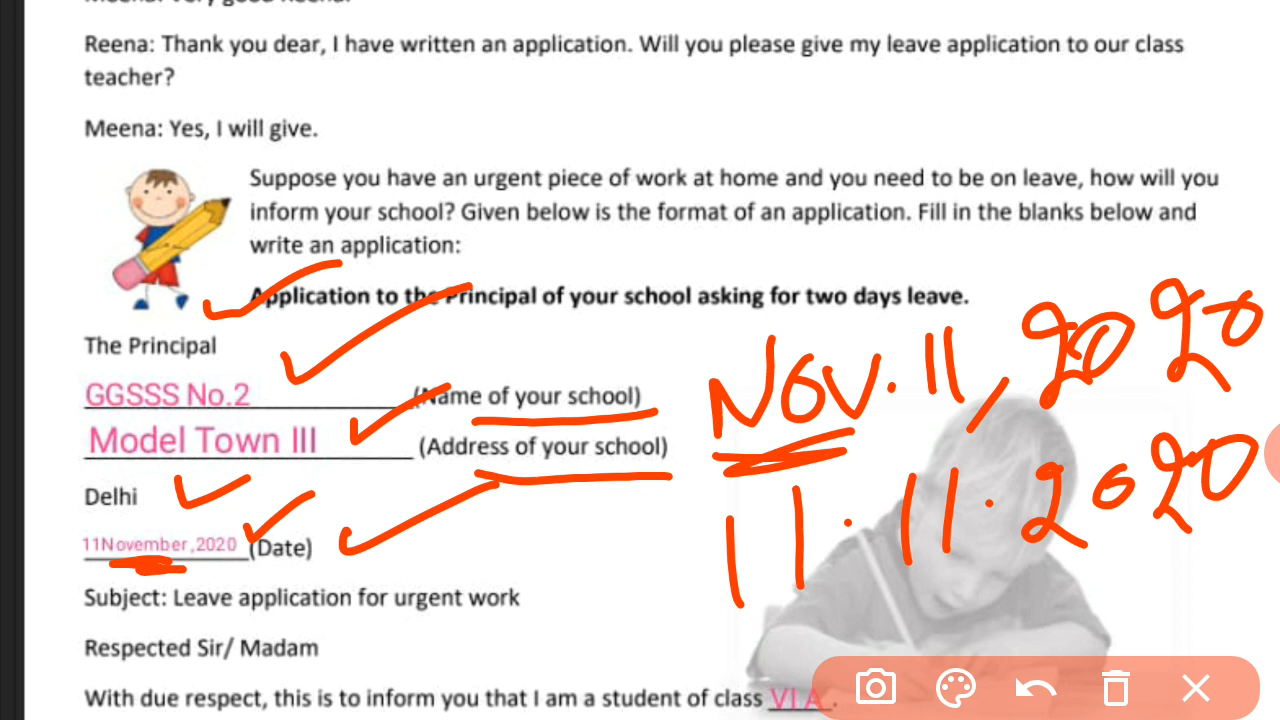 Reena: Thank you dear, I have written an application. Will you please give my leave application to our class
teacher?
Meena: Yes, I will give.
Suppose you have an urgent piece of work at home and you need to be on leave, how will you
inform your school? Given below is the format of an application. Fill in the blanks below and
write an application:
Application to the Principal of your school asking for two days leave.
The Principal
GGSSS No.2 (Name of your school)
Model Town III (Address of your school)
Nov. 11, 2020
Delhi
11.11.2020
11November,2020 (Date)
Subject: Leave application for urgent work
Respected Sir/ Madam
With due respect, this is to inform you that I am a student of class VI A.